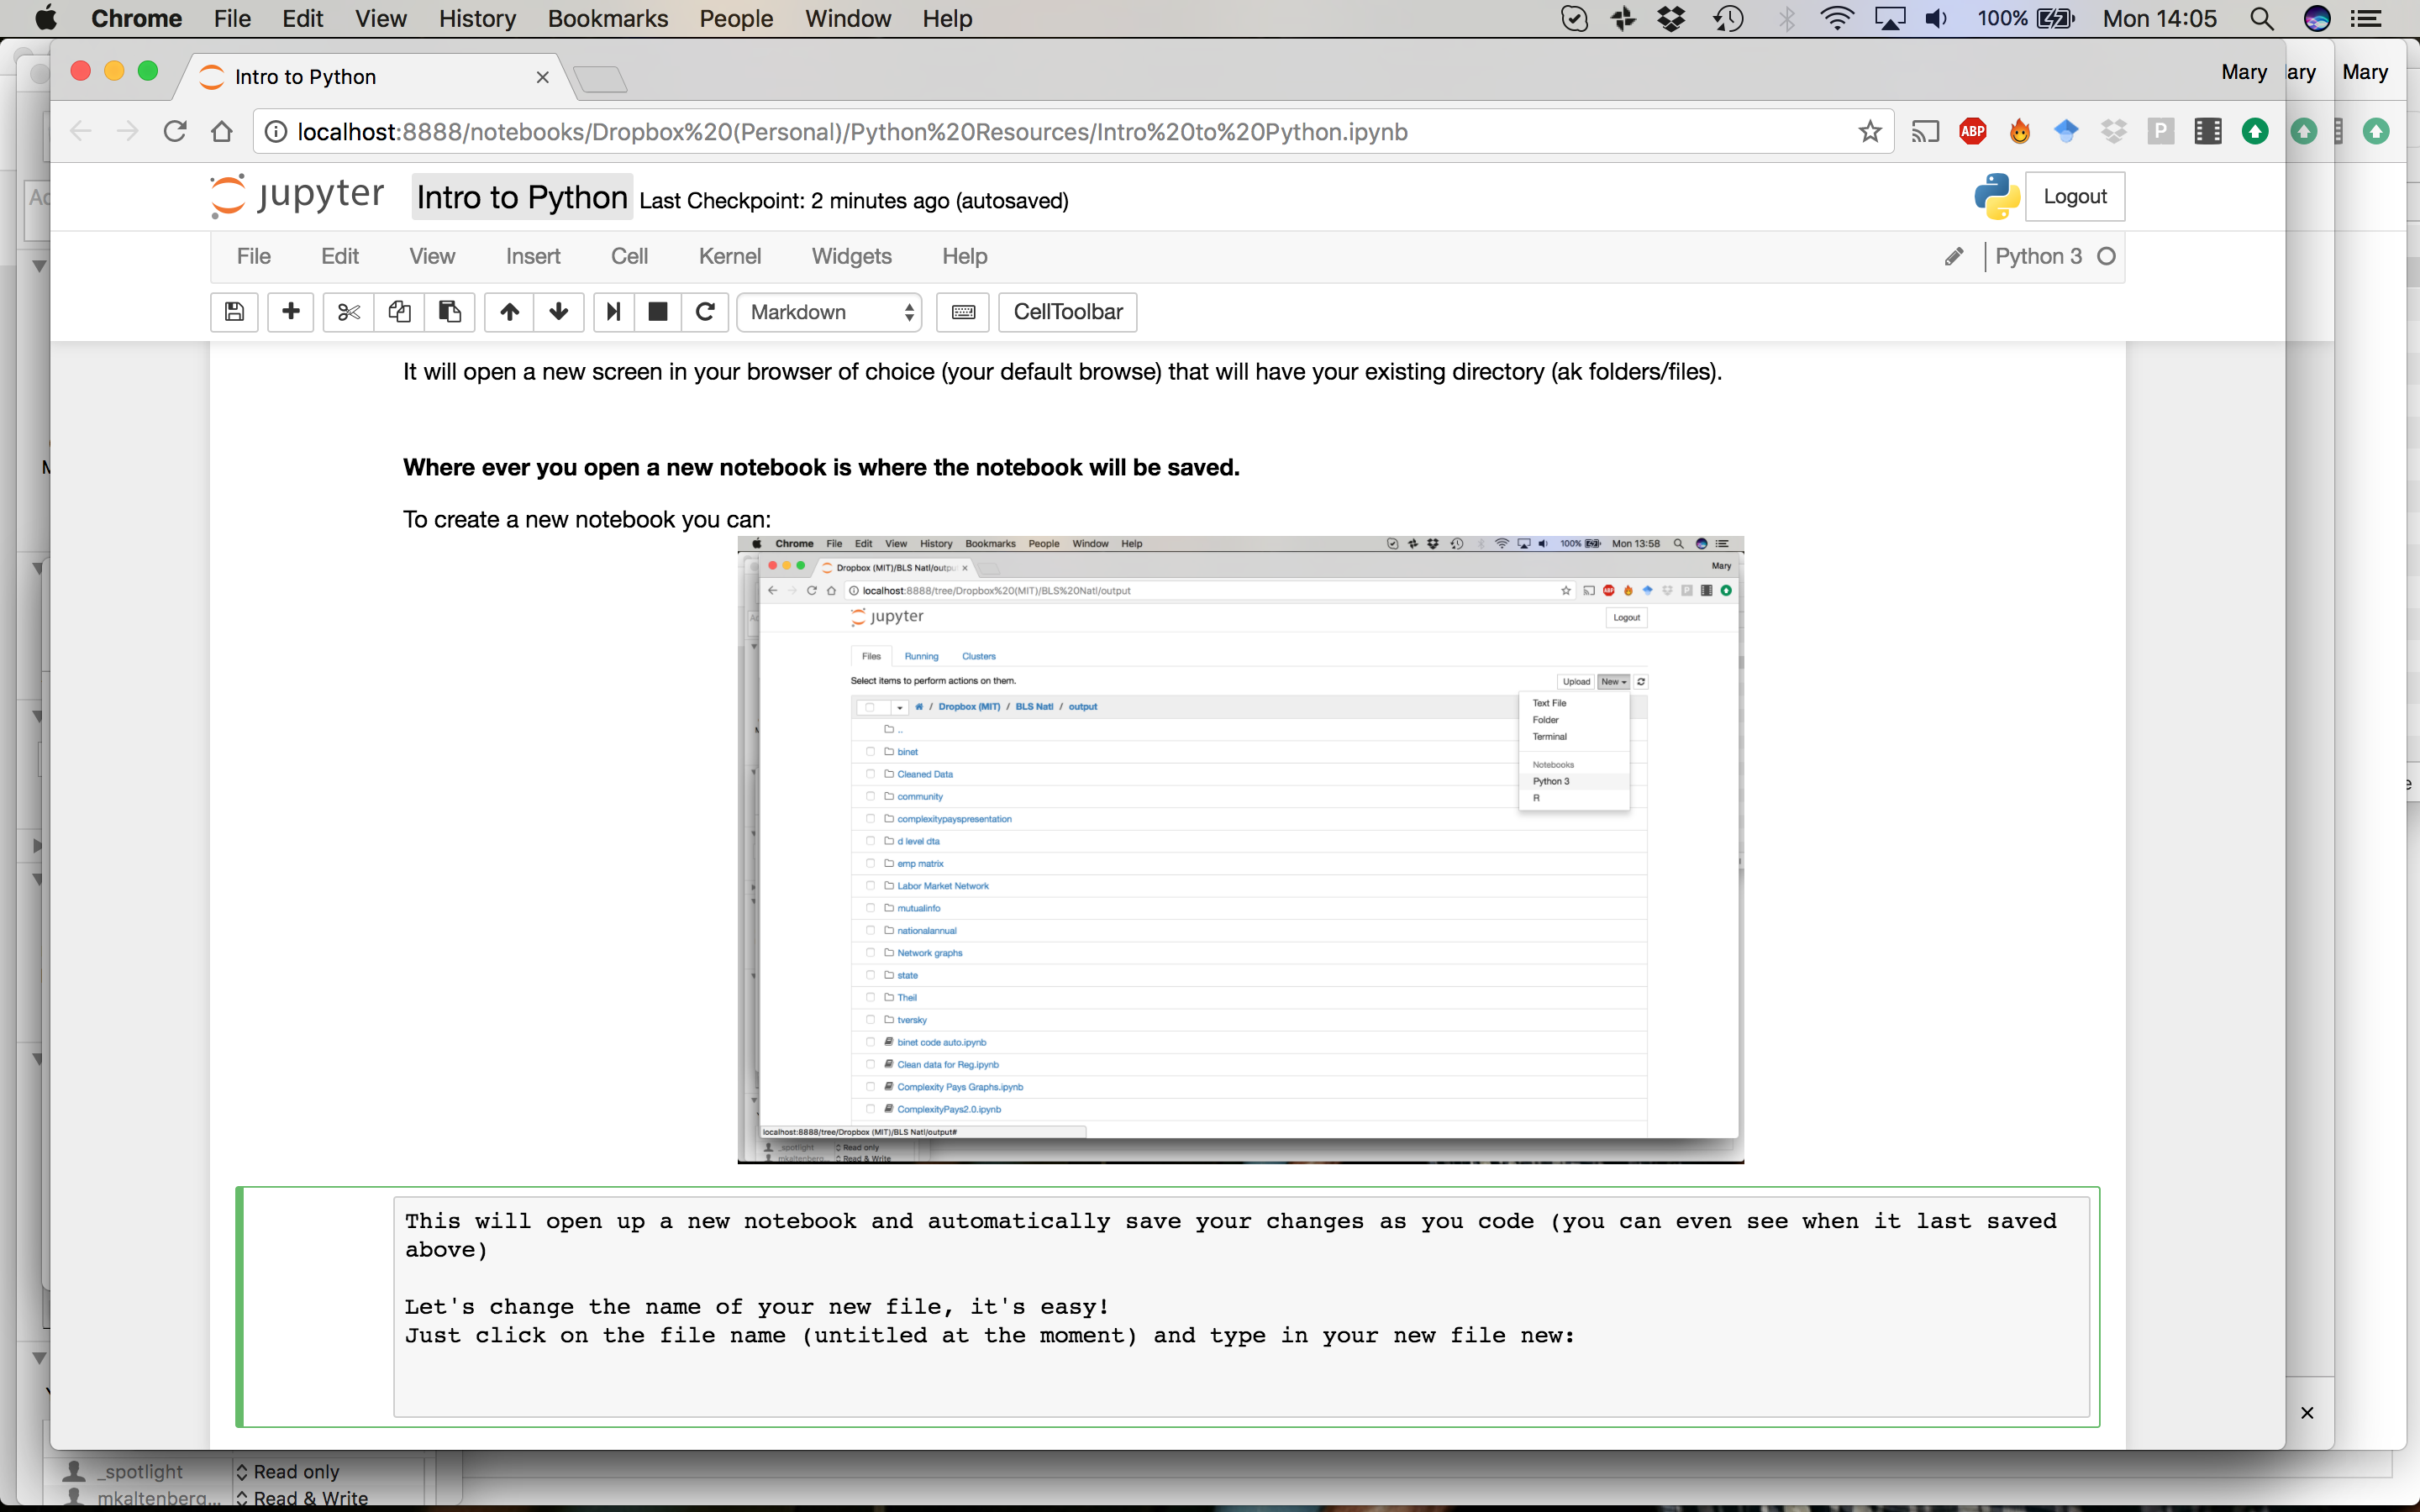 Chrome File Edit View History Bookmarks People Window Help 100% Mon 14:05
Intro to Python Mary ary Mary
localhost:8888/notebooks/Dropbox%20(Personal)/Python%20Resources/Intro%20to%20Python.ipynb ABP P
jupyter Intro to Python Last Checkpoint: 2 minutes ago (autosaved) Logout
File Edit View Insert Cell Kernel Widgets Help Python 3
Markdown CellToolbar
It will open a new screen in your browser of choice (your default browse) that will have your existing directory (ak folders/files).
Where ever you open a new notebook is where the notebook will be saved.
To create a new notebook you can:
Chrome File Edit View History Bookmarks People Window Help 100% Mon 13:58
Dropbox (MIT)/BLS Natl/outpu Mary
localhost:8888/tree/Dropbox%20(MIT)/BLS%20Natl/output ABP P
jupyter Logout
Files Running Clusters
Select items to perform actions on them. Upload New
/ Dropbox (MIT) / BLS Natl / output
Text File
Folder
Terminal
Notebooks
Python 3
R
..
binet
Cleaned Data
community
complexitypayspresentation
d level dta
emp matrix
Labor Market Network
mutualinfo
nationalannual
Network graphs
state
Theil
tversky
binet code auto.ipynb
Clean data for Reg.ipynb
Complexity Pays Graphs.ipynb
ComplexityPays2.0.ipynb
localhost:8888/tree/Dropbox (MIT)/BLS Natl/output#
_spotlight Read only
mkaltenberg... Read & Write
This will open up a new notebook and automatically save your changes as you code (you can even see when it last saved
above)
Let's change the name of your new file, it's easy!
Just click on the file name (untitled at the moment) and type in your new file new:
_spotlight Read only
mkaltenberg... Read & Write